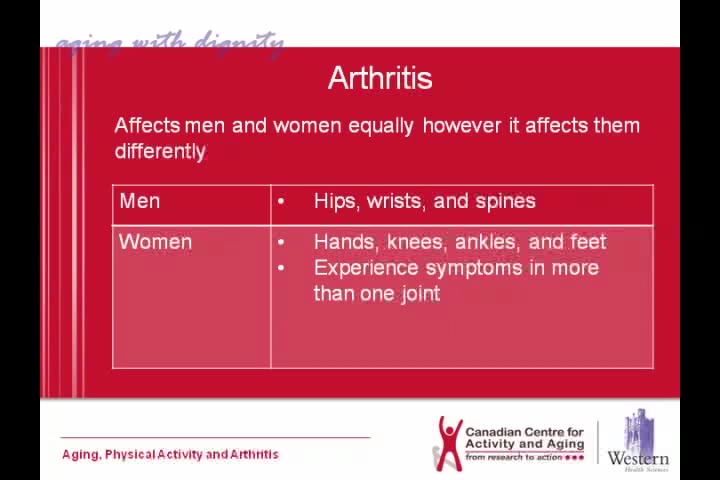 aging with dignity
Arthritis
Affects men and women equally however it affects them
differently
Men
• Hips, wrists, and spines
Women
• Hands, knees, ankles, and feet
• Experience symptoms in more
than one joint
Aging, Physical Activity and Arthritis
Canadian Centre for
Activity and Aging
from research to action
Western
Health Sciences